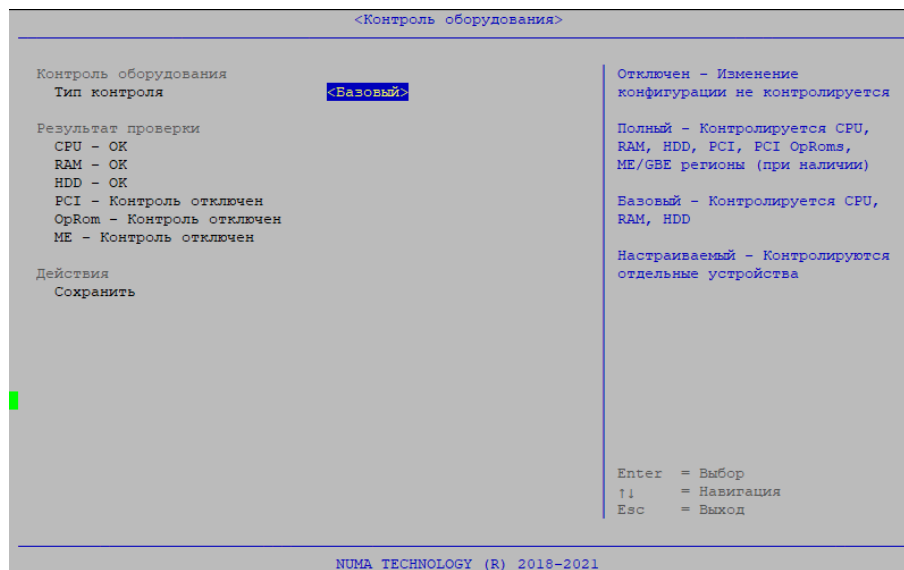 <Контроль оборудования>
Контроль оборудования
Тип контроля <Базовый>
Результат проверки
CPU - OK
RAM - OK
HDD - OK
PCI - Контроль отключен
OpRom - Контроль отключен
ME - Контроль отключен
Действия
Сохранить
Отключен - Изменение
конфигурации не контролируется
Полный - Контролируется CPU,
RAM, HDD, PCI, PCI OpRoms,
ME/GBE регионы (при наличии)
Базовый - Контролируется CPU,
RAM, HDD
Настраиваемый - Контролируются
отдельные устройства
Enter = Выбор
↑↓ = Навигация
Esc = Выход
NUMA TECHNOLOGY (R) 2018-2021